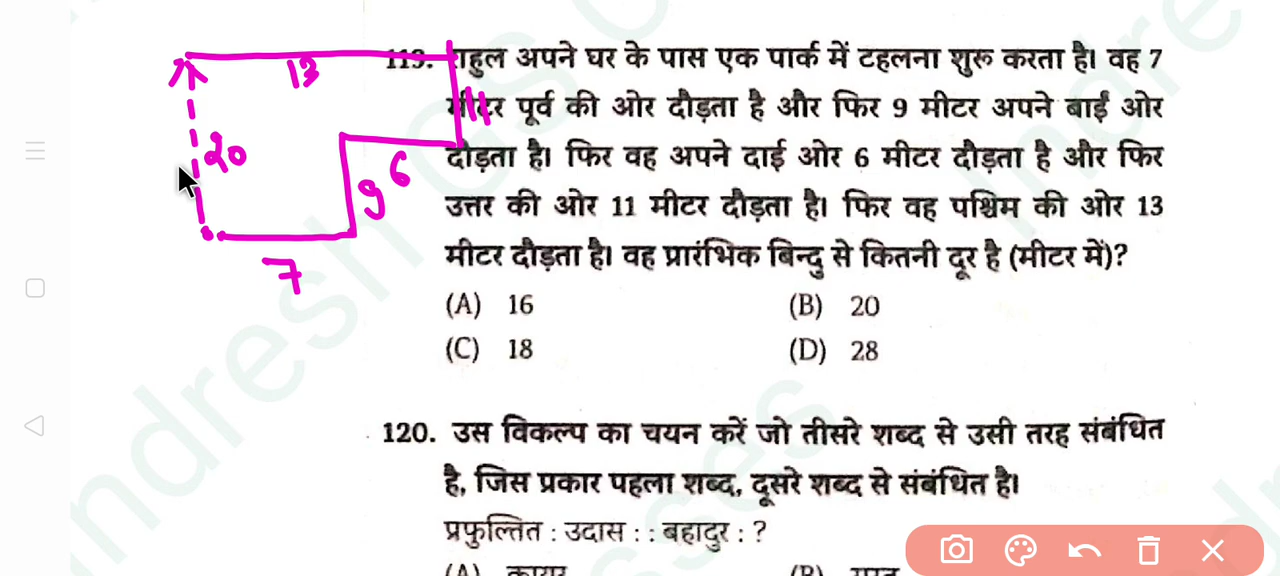 119. राहुल अपने घर के पास एक पार्क में टहलना शुरू करता है। वह 7
मीटर पूर्व की ओर दौड़ता है और फिर 9 मीटर अपने बाईं ओर
दौड़ता है। फिर वह अपने दाई ओर 6 मीटर दौड़ता है और फिर
उत्तर की ओर 11 मीटर दौड़ता है। फिर वह पश्चिम की ओर 13
मीटर दौड़ता है। वह प्रारंभिक बिन्दु से कितनी दूर है (मीटर में)?
(A) 16 (B) 20
(C) 18 (D) 28
13
11
20
6
9
7
120. उस विकल्प का चयन करें जो तीसरे शब्द से उसी तरह संबंधित
है, जिस प्रकार पहला शब्द, दूसरे शब्द से संबंधित है।
प्रफुल्लित : उदास : : बहादुर : ?
(A) कायर (B)